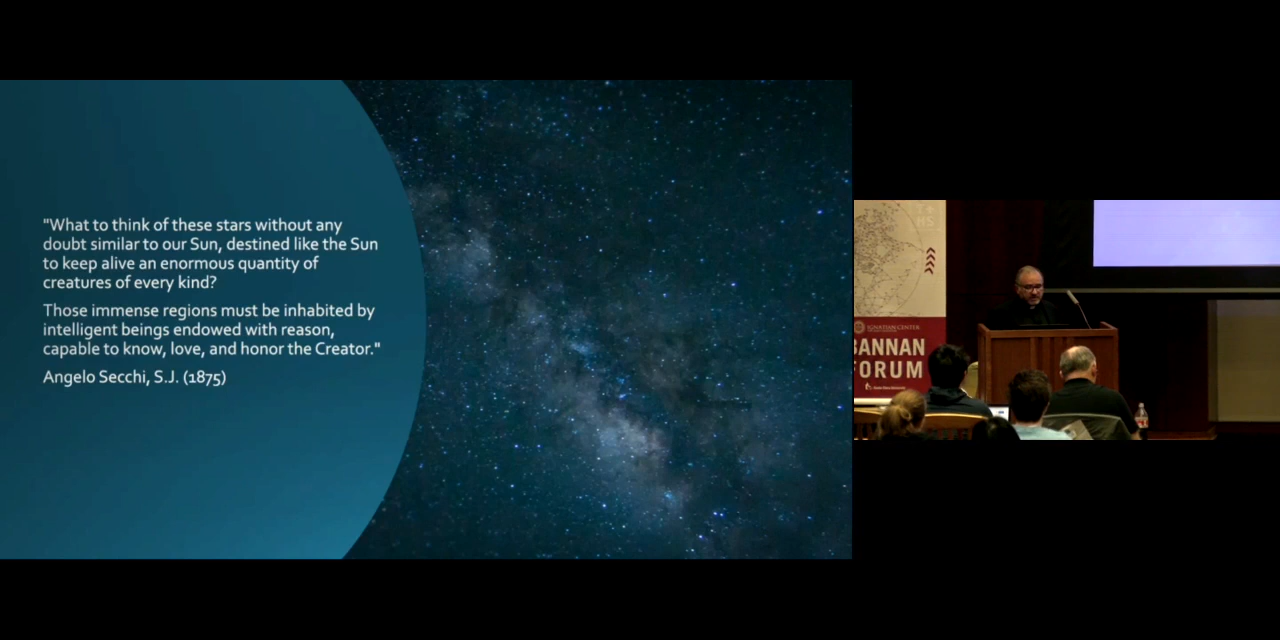 "What to think of these stars without any
doubt similar to our Sun, destined like the Sun
to keep alive an enormous quantity of
creatures of every kind?
Those immense regions must be inhabited by
intelligent beings endowed with reason,
capable to know, love, and honor the Creator."
Angelo Secchi, S.J. (1875)
IGNATIAN CENTER
BANNAN
FORUM